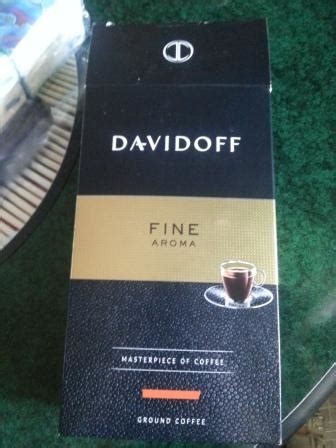 DAVIDOFF
FINE
AROMA
MASTERPIECE OF COFFEE
GROUND COFFEE